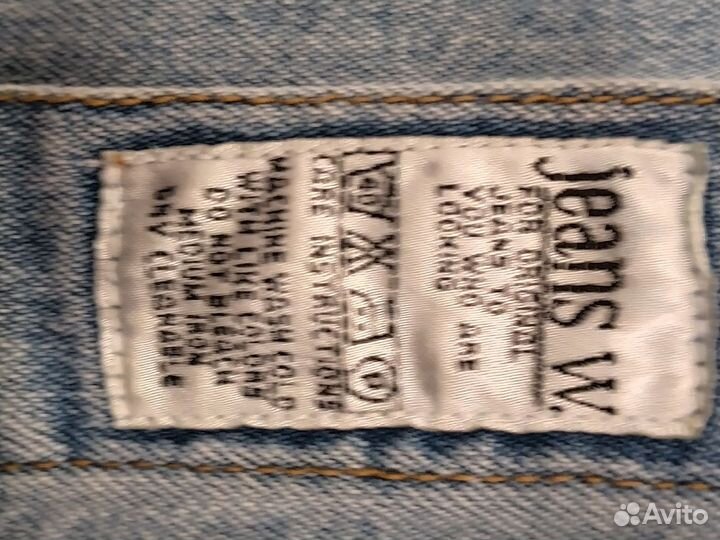 jeans w.
FOR ORIGINAL
JEANS TO
YOU WHO ARE
LOOKING
40
CARE INSTRUCTIONS
MACHINE WASH COLD
WITH LIKE COLORS
DO NOT BLEACH
MEDIUM IRON
DRY CLEANABLE
Avito